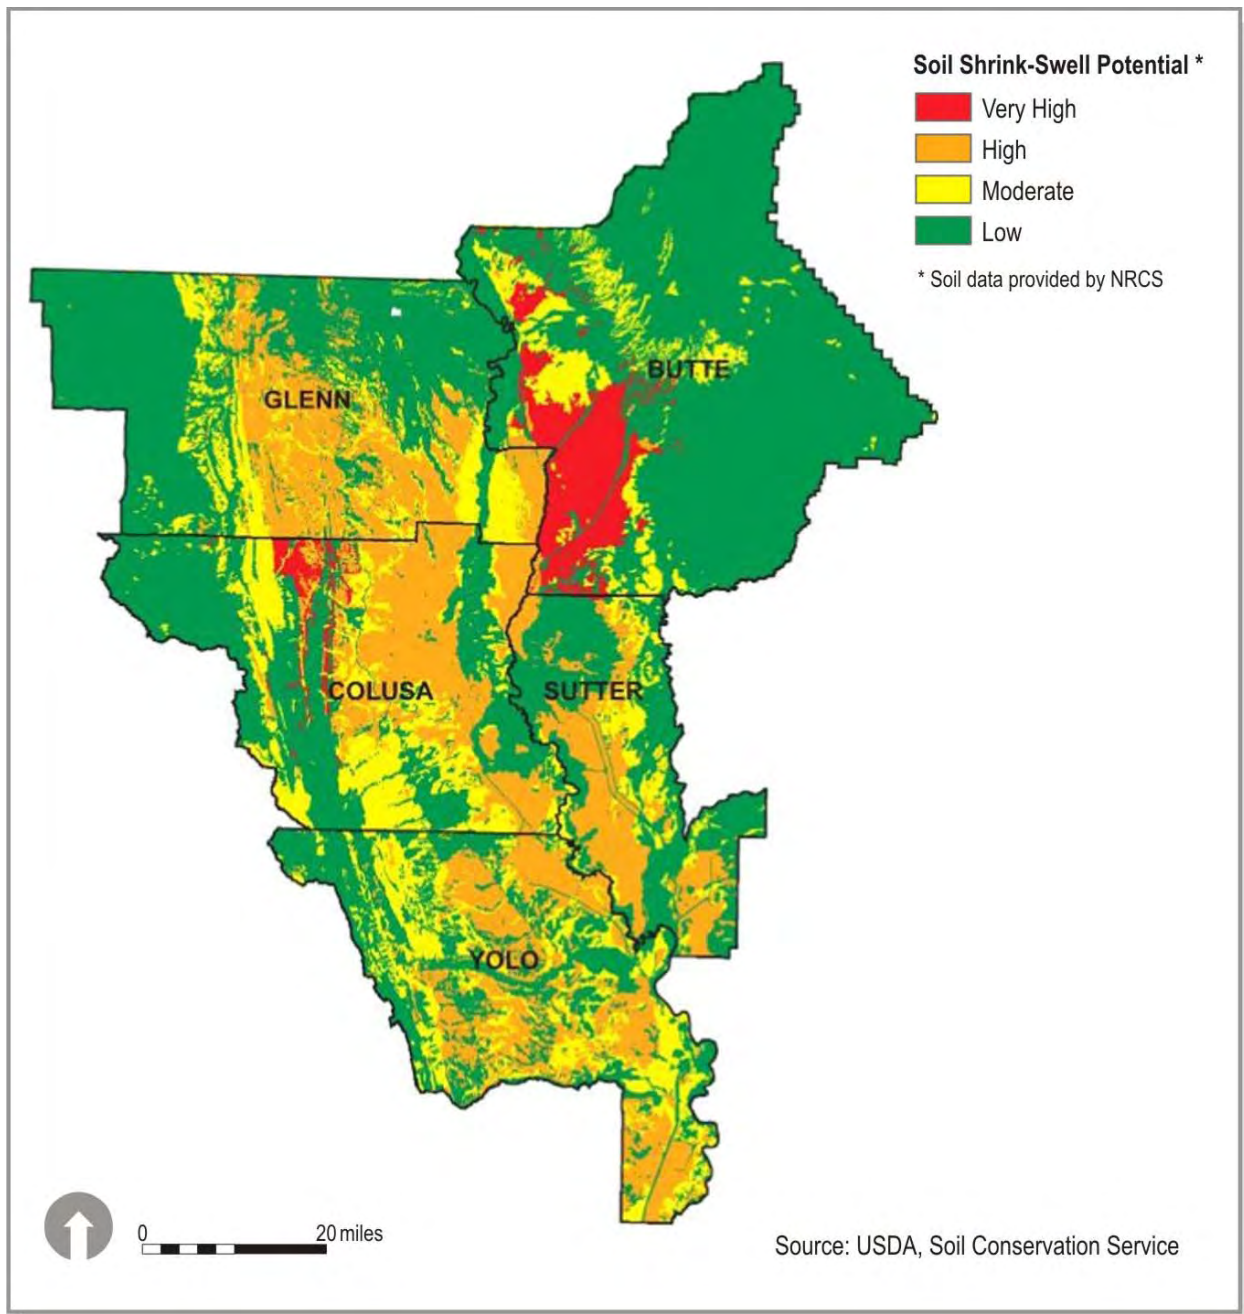 Soil Shrink-Swell Potential *
Very High
High
Moderate
Low
* Soil data provided by NRCS
BUTTE
GLENN
COLUSA
SUTTER
YOLO
0 20 miles
Source: USDA, Soil Conservation Service